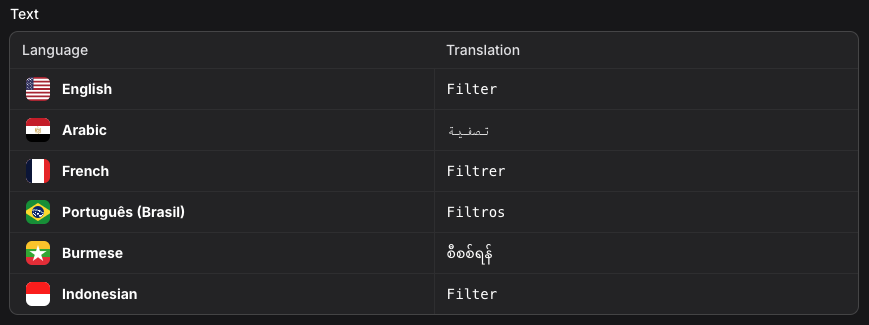 Text
Language Translation
English Filter
Arabic تصفية
French Filtrer
Português (Brasil) Filtros
Burmese စီစစ်ရန်
Indonesian Filter